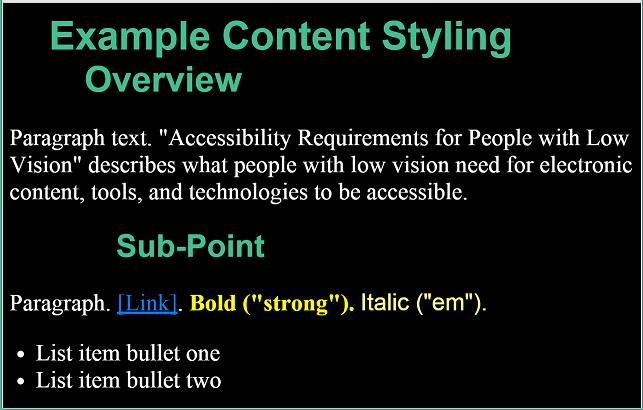 Example Content Styling
Overview
Paragraph text. "Accessibility Requirements for People with Low
Vision" describes what people with low vision need for electronic
content, tools, and technologies to be accessible.
Sub-Point
Paragraph. [Link]. Bold ("strong"). Italic ("em").
• List item bullet one
• List item bullet two